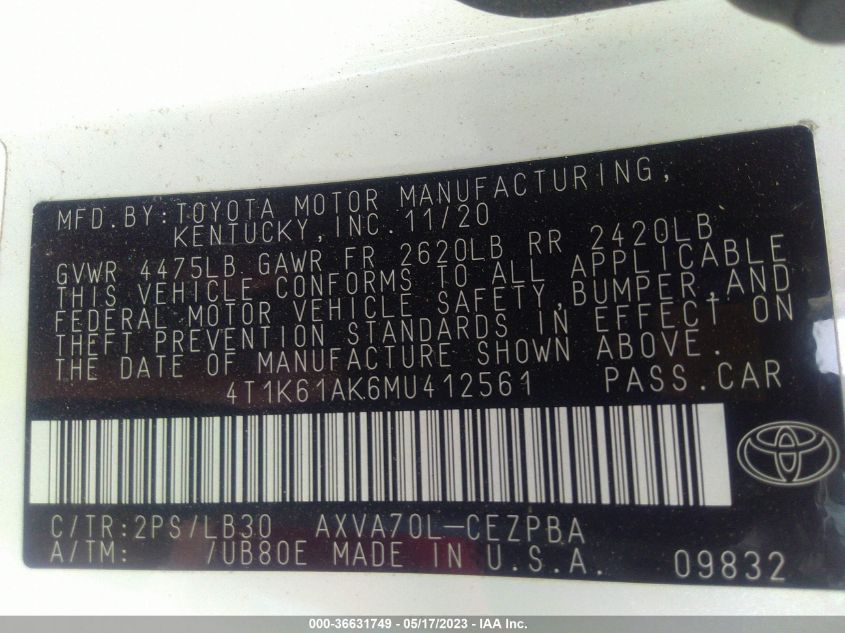 MFD.BY:TOYOTA MOTOR MANUFACTURING,
KENTUCKY,INC.11/20
GVWR 4475LB GAWR FR 2620LB RR 2420LB
THIS VEHICLE CONFORMS TO ALL APPLICABLE
FEDERAL MOTOR VEHICLE SAFETY,BUMPER,AND
THEFT PREVENTION STANDARDS IN EFFECT ON
THE DATE OF MANUFACTURE SHOWN ABOVE.
4T1K61AK6MU412561 PASS.CAR
C/TR:2PS/LB30 AXVA70L-CEZPBA
A/TM: /UB80E MADE IN U.S.A. 09832
000-36631749 - 05/17/2023 - IAA Inc.